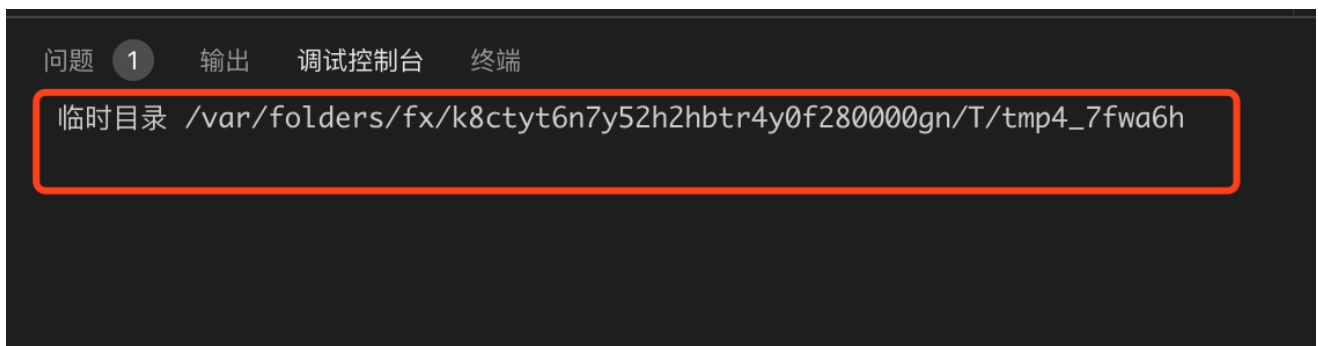 问题 1 输出 调试控制台 终端
临时目录 /var/folders/fx/k8ctyt6n7y52h2hbtr4y0f280000gn/T/tmp4_7fwa6h